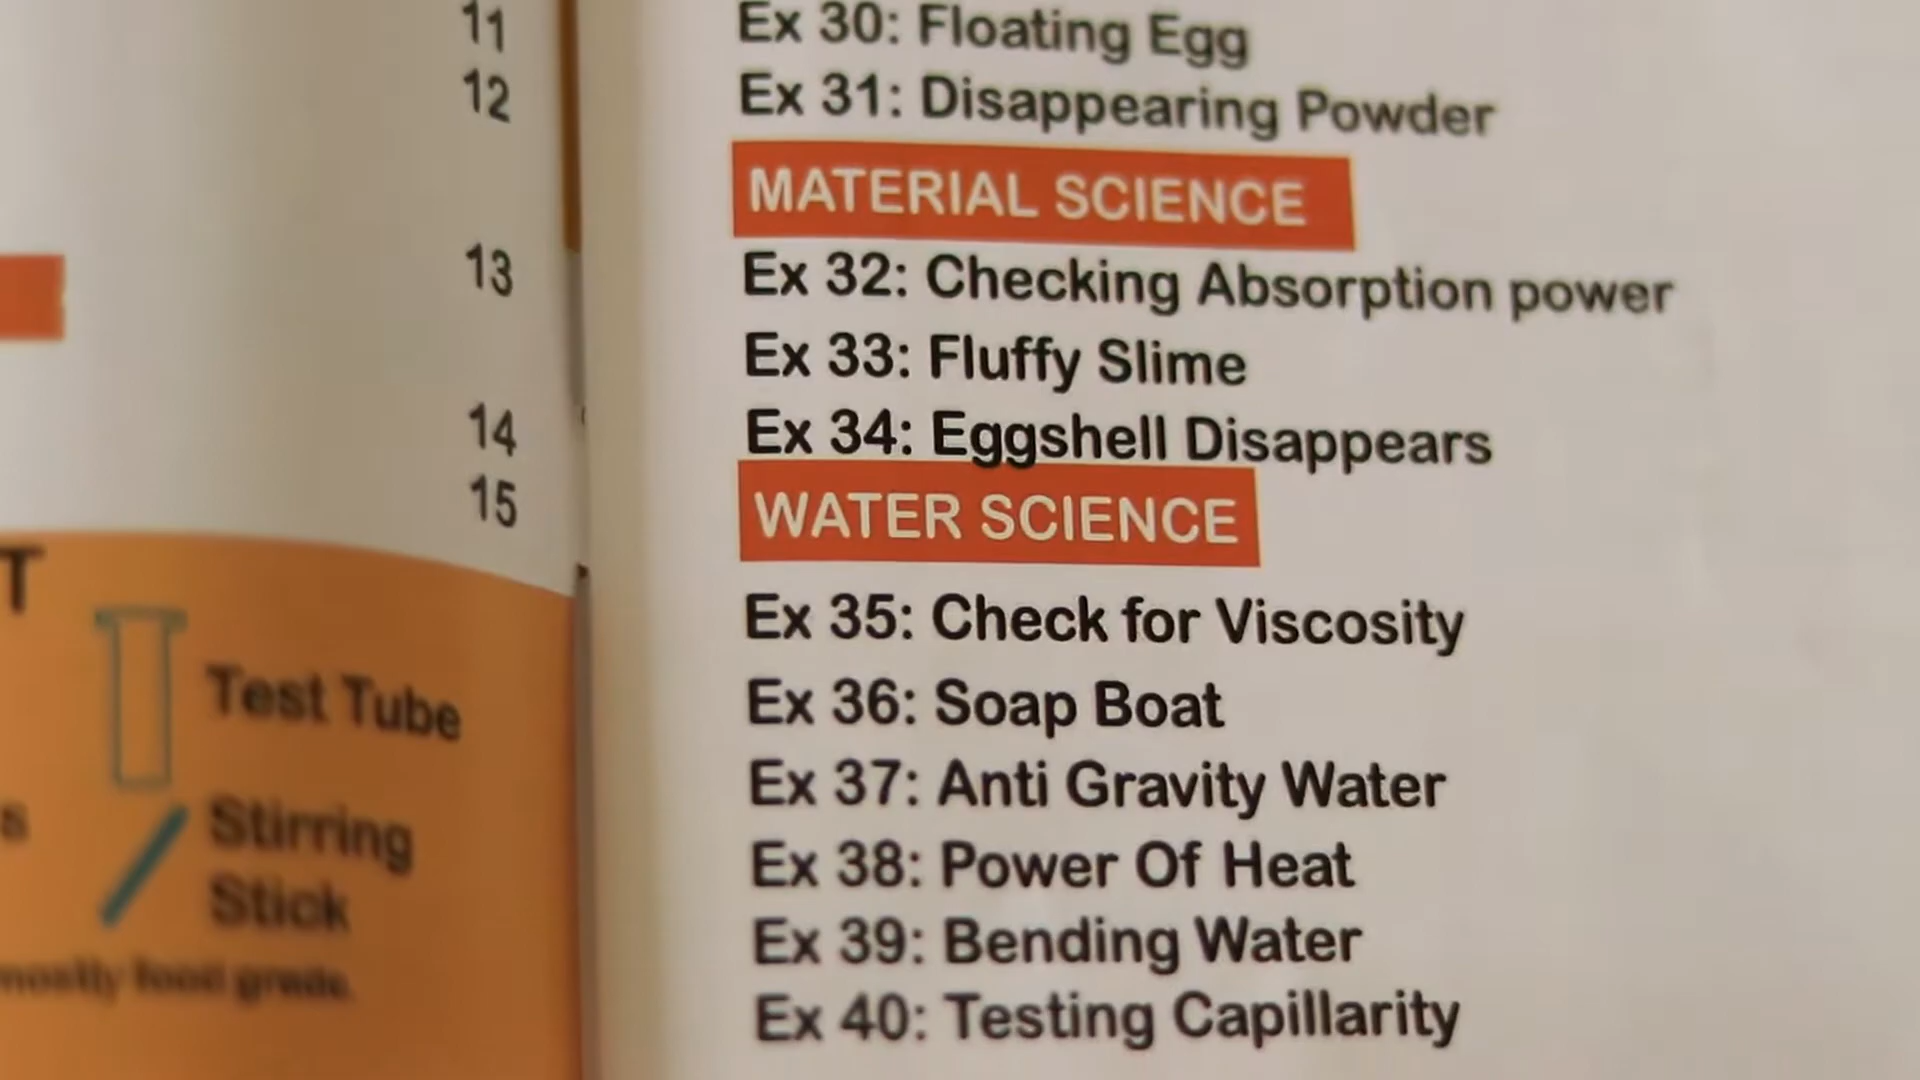 11
12
13
14
15
T
Test Tube
s
Stirring
Stick
mostly food grade.
Ex 30: Floating Egg
Ex 31: Disappearing Powder
MATERIAL SCIENCE
Ex 32: Checking Absorption power
Ex 33: Fluffy Slime
Ex 34: Eggshell Disappears
WATER SCIENCE
Ex 35: Check for Viscosity
Ex 36: Soap Boat
Ex 37: Anti Gravity Water
Ex 38: Power Of Heat
Ex 39: Bending Water
Ex 40: Testing Capillarity